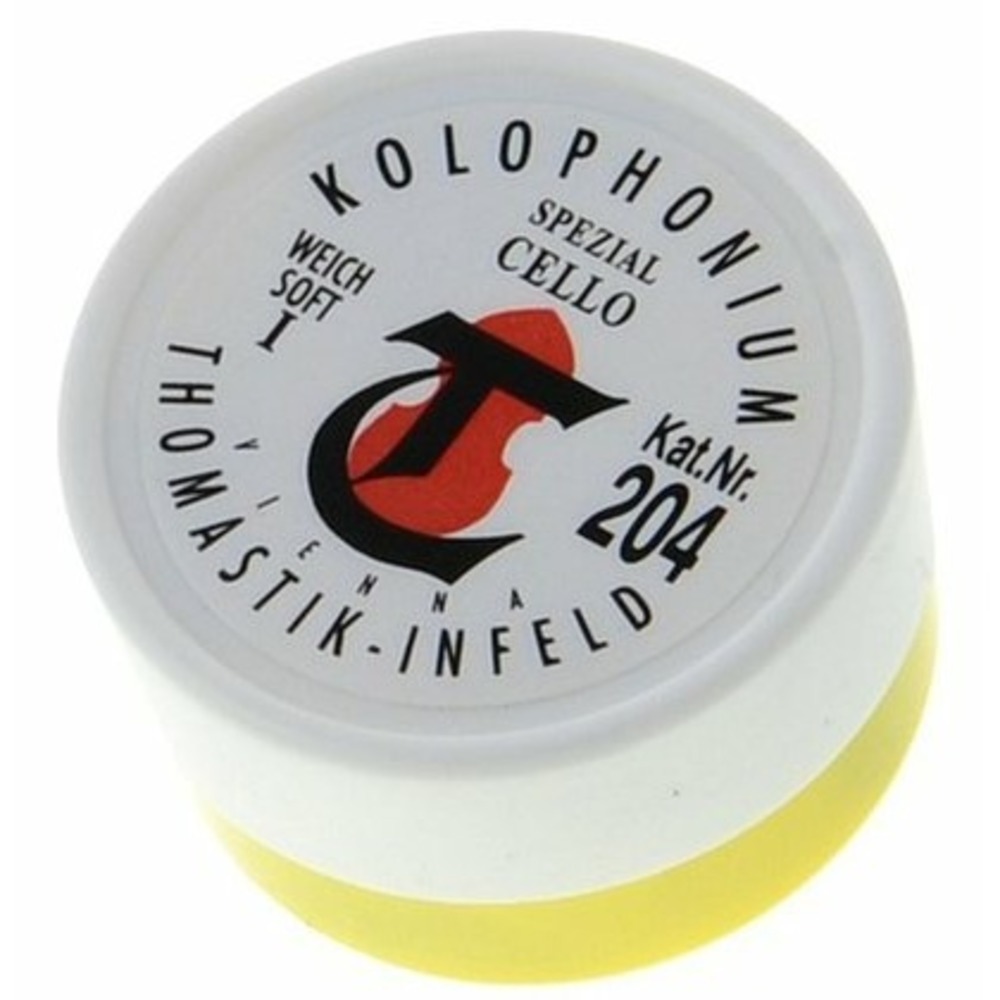 KOLOPHONIUM
SPEZIAL
CELLO
WEICH
SOFT
I
Kat.Nr.
204
VIENNA
THOMASTIK-INFELD